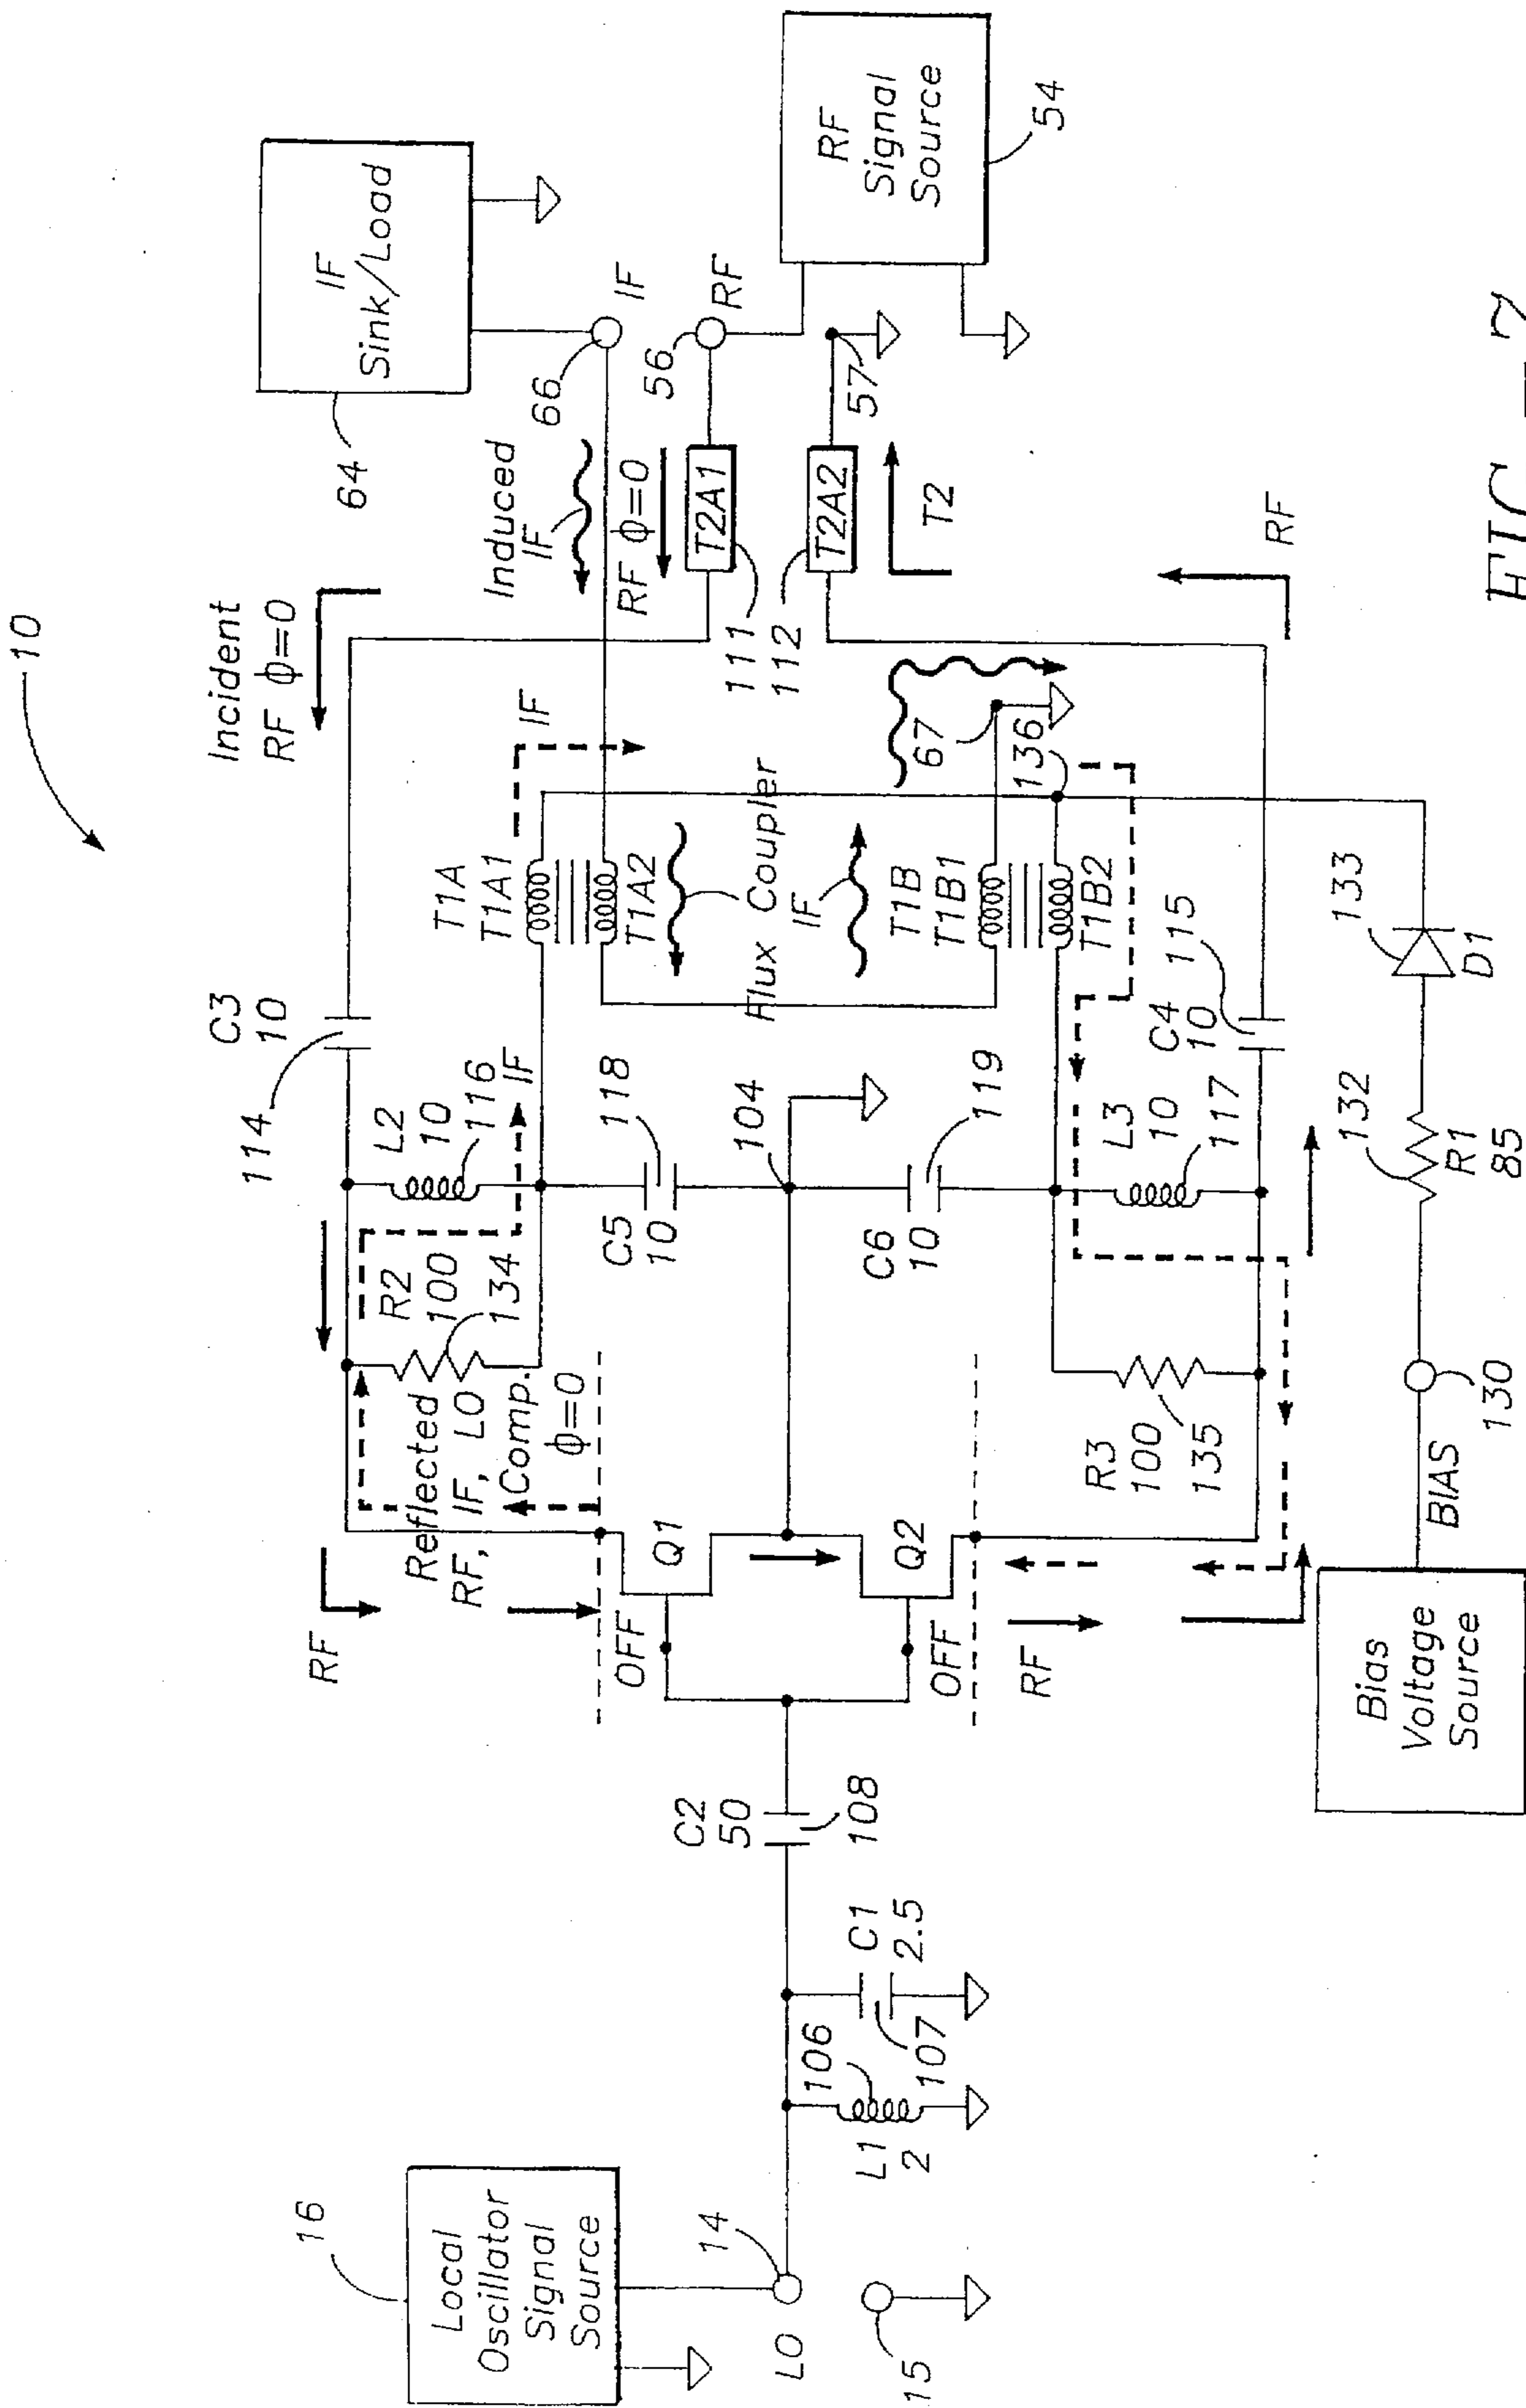 10
Local
Oscillator
Signal
Source
16
14
LO
15
L1
2
106
107
C1
2.5
C2
50
108
RF
Reflected
RF, IF, LO
Comp.
ϕ=0
OFF
Q1
Q2
OFF
RF
R2
100
134
L2
10
116
IF
114
C3
10
Incident
RF ϕ=0
C5
10
118
104
C6
10
119
R3
100
135
L3
10
117
C4
10
115
T1A
T1A1
T1A2
IF
Flux Coupler
IF
T1B
T1B1
T1B2
67
136
Induced
IF
RF ϕ=0
T2A1
111
112
T2A2
T2
RF
64
IF
Sink/Load
66
IF
56
RF
57
RF
Signal
Source
54
Bias
Voltage
Source
BIAS
130
132
R1
85
133
D1
FIG.-7